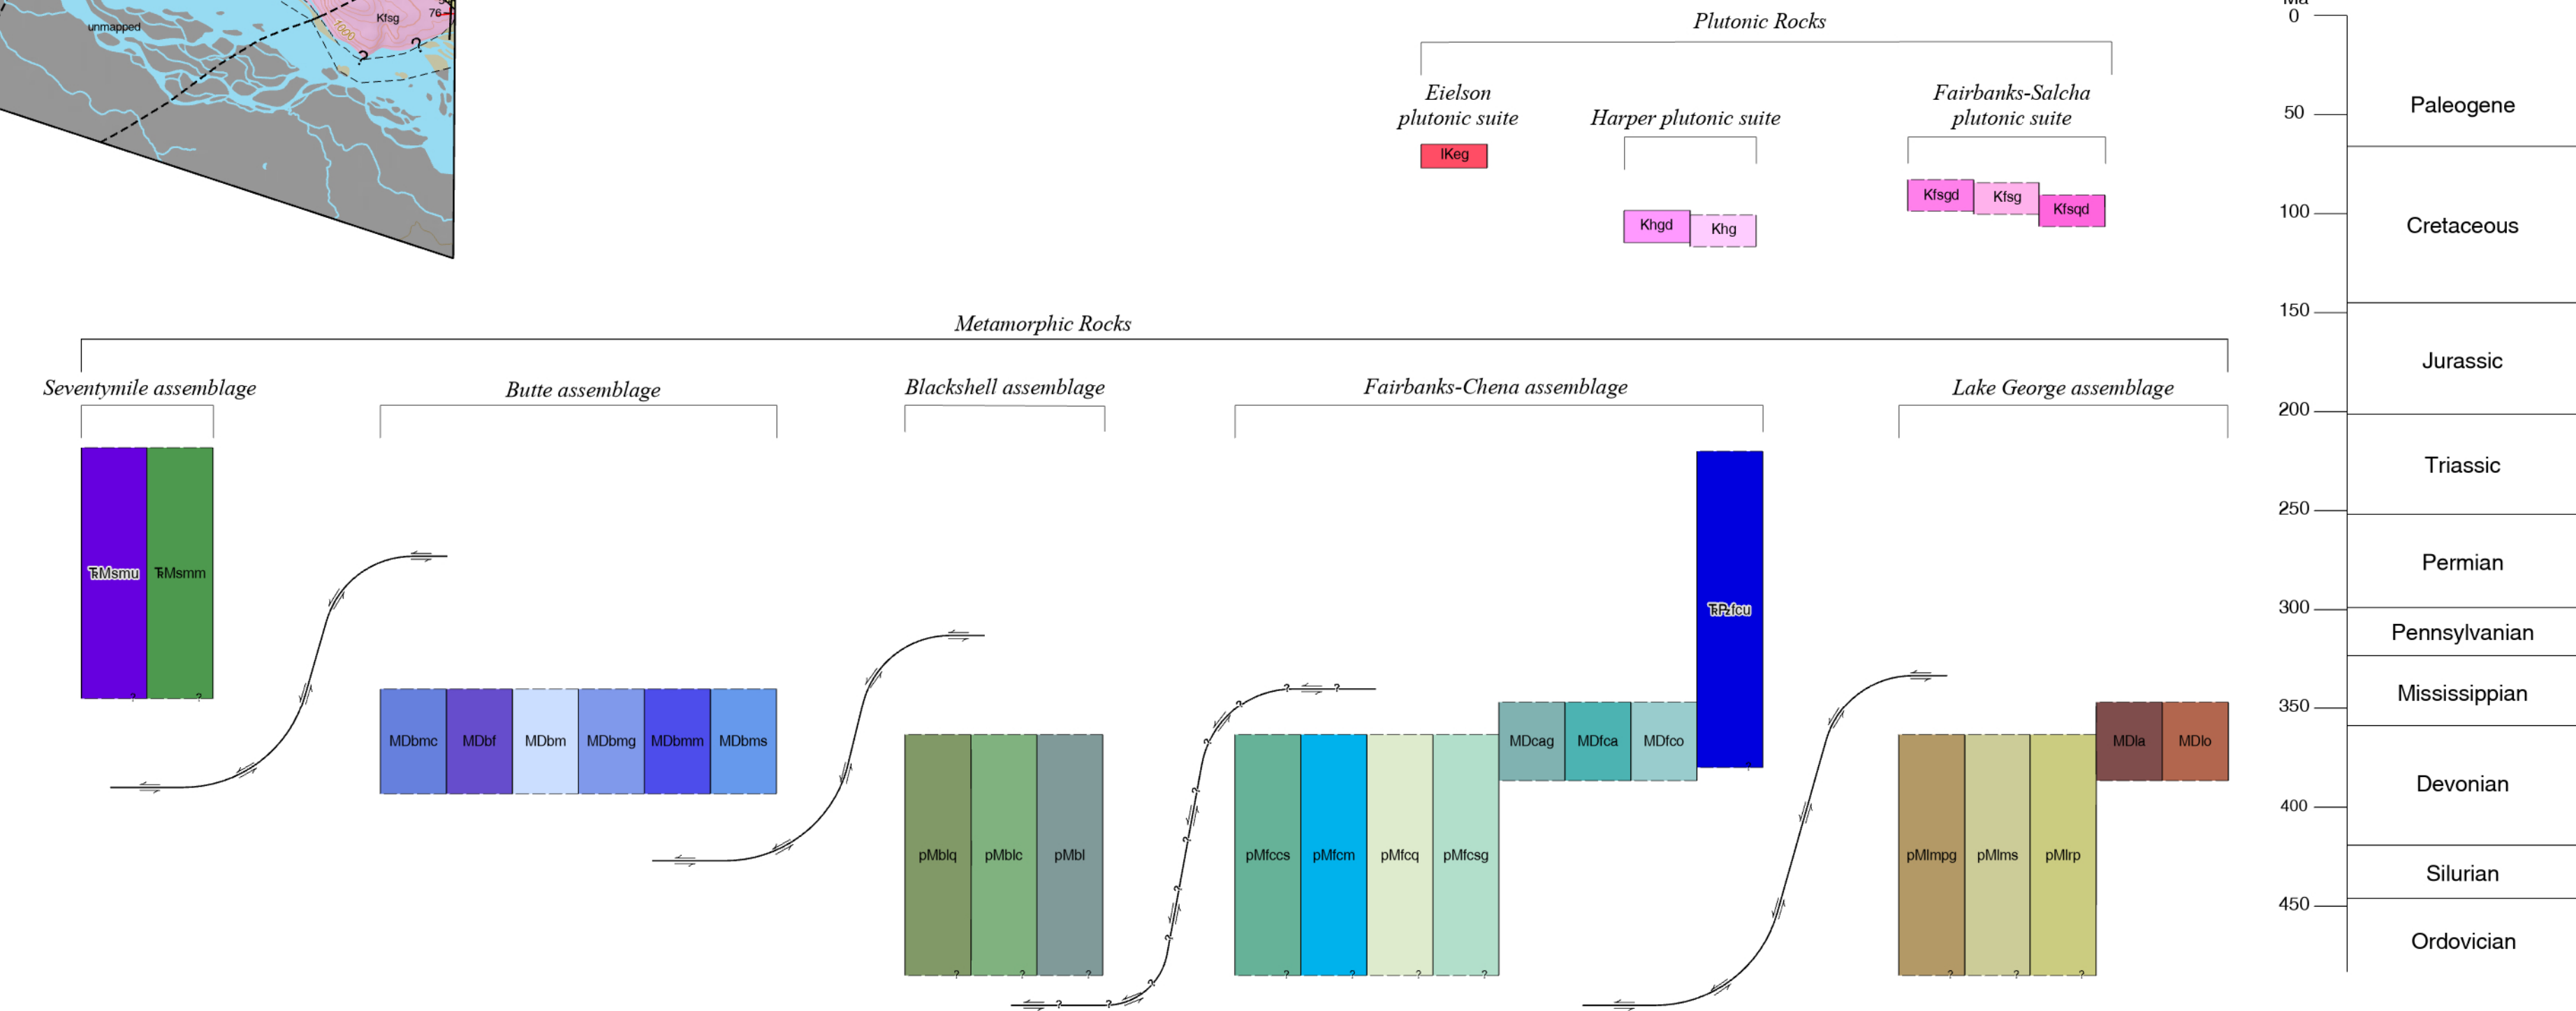 unmapped
Kfsg
76
1000
?
?
Plutonic Rocks
Eielson
plutonic suite
Harper plutonic suite
Fairbanks-Salcha
plutonic suite
lKeg
Khgd
Khg
Kfsgd
Kfsg
Kfsqd
Metamorphic Rocks
Seventymile assemblage
Butte assemblage
Blackshell assemblage
Fairbanks-Chena assemblage
Lake George assemblage
TRMsmu
TRMsmm
? ?
MDbmc
MDbf
MDbm
MDbmg
MDbmm
MDbms
pMblq
pMblc
pMbl
? ? ?
? ? ? ? ? ? ? ? ? ? ? ?
pMfccs
pMfcm
pMfcq
pMfcsg
? ? ? ?
MDcag
MDfca
MDfco
TRPzfcu
?
pMlmpg
pMlms
pMlrp
? ? ?
MDla
MDlo
Ma
0
50
100
150
200
250
300
350
400
450
Paleogene
Cretaceous
Jurassic
Triassic
Permian
Pennsylvanian
Mississippian
Devonian
Silurian
Ordovician